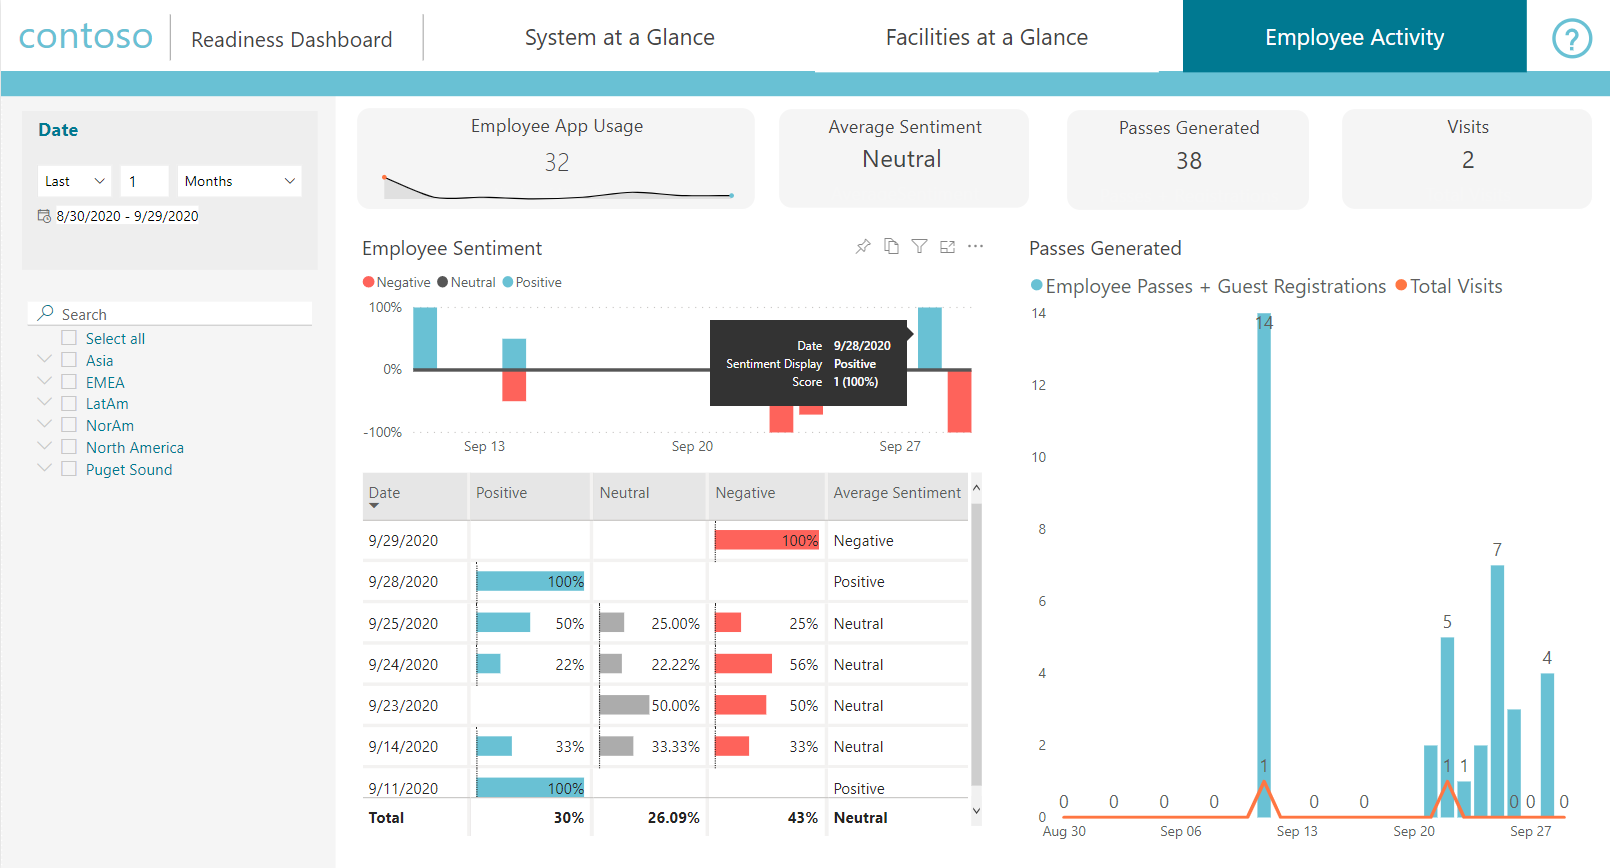 contoso
Readiness Dashboard
System at a Glance
Facilities at a Glance
Employee Activity
?
Date
Last
1
Months
8/30/2020 - 9/29/2020
Search
Select all
Asia
EMEA
LatAm
NorAm
North America
Puget Sound
Employee App Usage
32
Average Sentiment
Neutral
Passes Generated
38
Visits
2
Employee Sentiment
Negative Neutral Positive
100%
0%
-100%
Sep 13 Sep 20 Sep 27
Date 9/28/2020
Sentiment Display Positive
Score 1 (100%)
Date Positive Neutral Negative Average Sentiment
9/29/2020 100% Negative
9/28/2020 100% Positive
9/25/2020 50% 25.00% 25% Neutral
9/24/2020 22% 22.22% 56% Neutral
9/23/2020 50.00% 50% Neutral
9/14/2020 33% 33.33% 33% Neutral
9/11/2020 100% Positive
Total 30% 26.09% 43% Neutral
Passes Generated
Employee Passes + Guest Registrations Total Visits
14
12
10
8
6
4
2
0
14
7
5
4
1 1 1
0 0 0 0 0 0 0 0 0
Aug 30 Sep 06 Sep 13 Sep 20 Sep 27